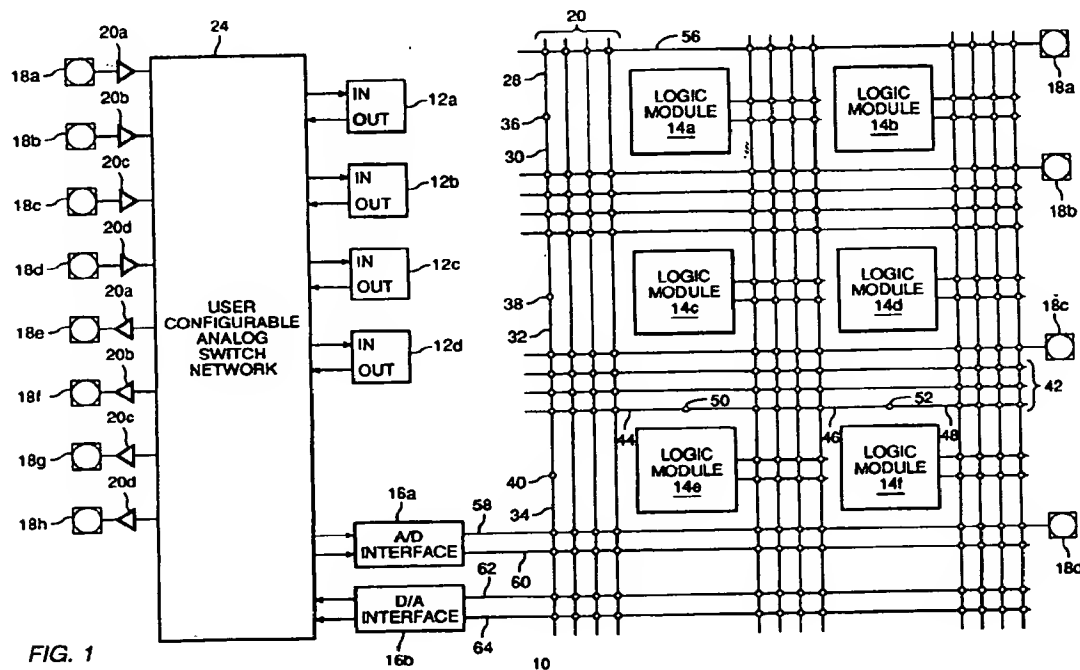 20
20a
24
56
18a
28
IN
OUT
12a
LOGIC
MODULE
14a
LOGIC
MODULE
14b
18a
20b
36
18b
30
20c
IN
OUT
12b
18b
18c
20d
IN
OUT
12c
38
LOGIC
MODULE
14c
LOGIC
MODULE
14d
18c
18d
20a
USER
CONFIGURABLE
ANALOG
SWITCH
NETWORK
32
18e
20b
IN
OUT
12d
50
52
42
18f
20c
44
46
48
LOGIC
MODULE
14e
LOGIC
MODULE
14f
18g
20d
40
16a
34
18h
A/D
INTERFACE
58
60
18d
D/A
INTERFACE
62
64
16b
FIG. 1
10